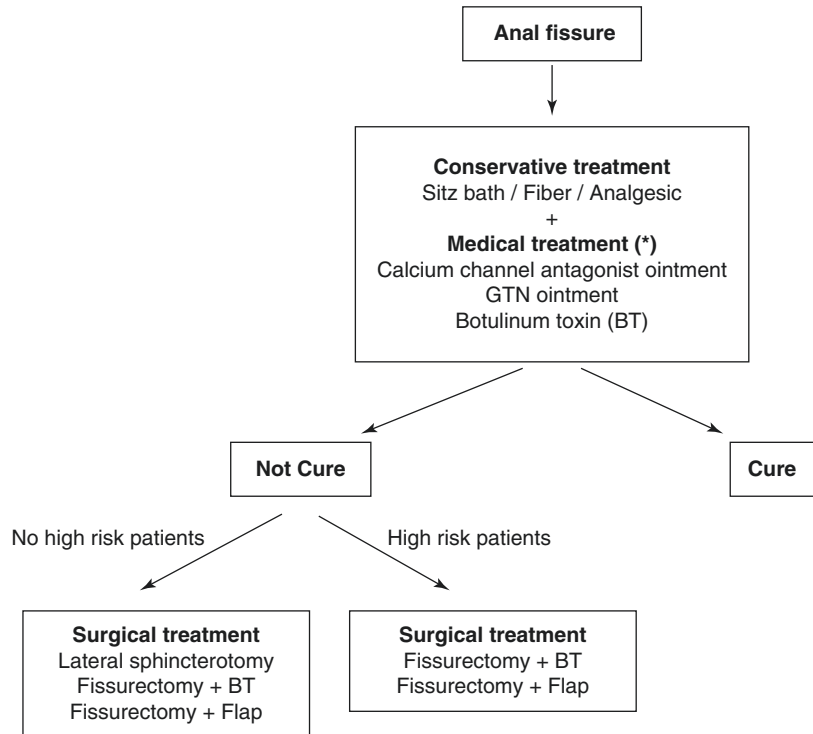 Anal fissure
Conservative treatment
Sitz bath / Fiber / Analgesic
+
Medical treatment (*)
Calcium channel antagonist ointment
GTN ointment
Botulinum toxin (BT)
Not Cure
Cure
No high risk patients
High risk patients
Surgical treatment
Lateral sphincterotomy
Fissurectomy + BT
Fissurectomy + Flap
Surgical treatment
Fissurectomy + BT
Fissurectomy + Flap